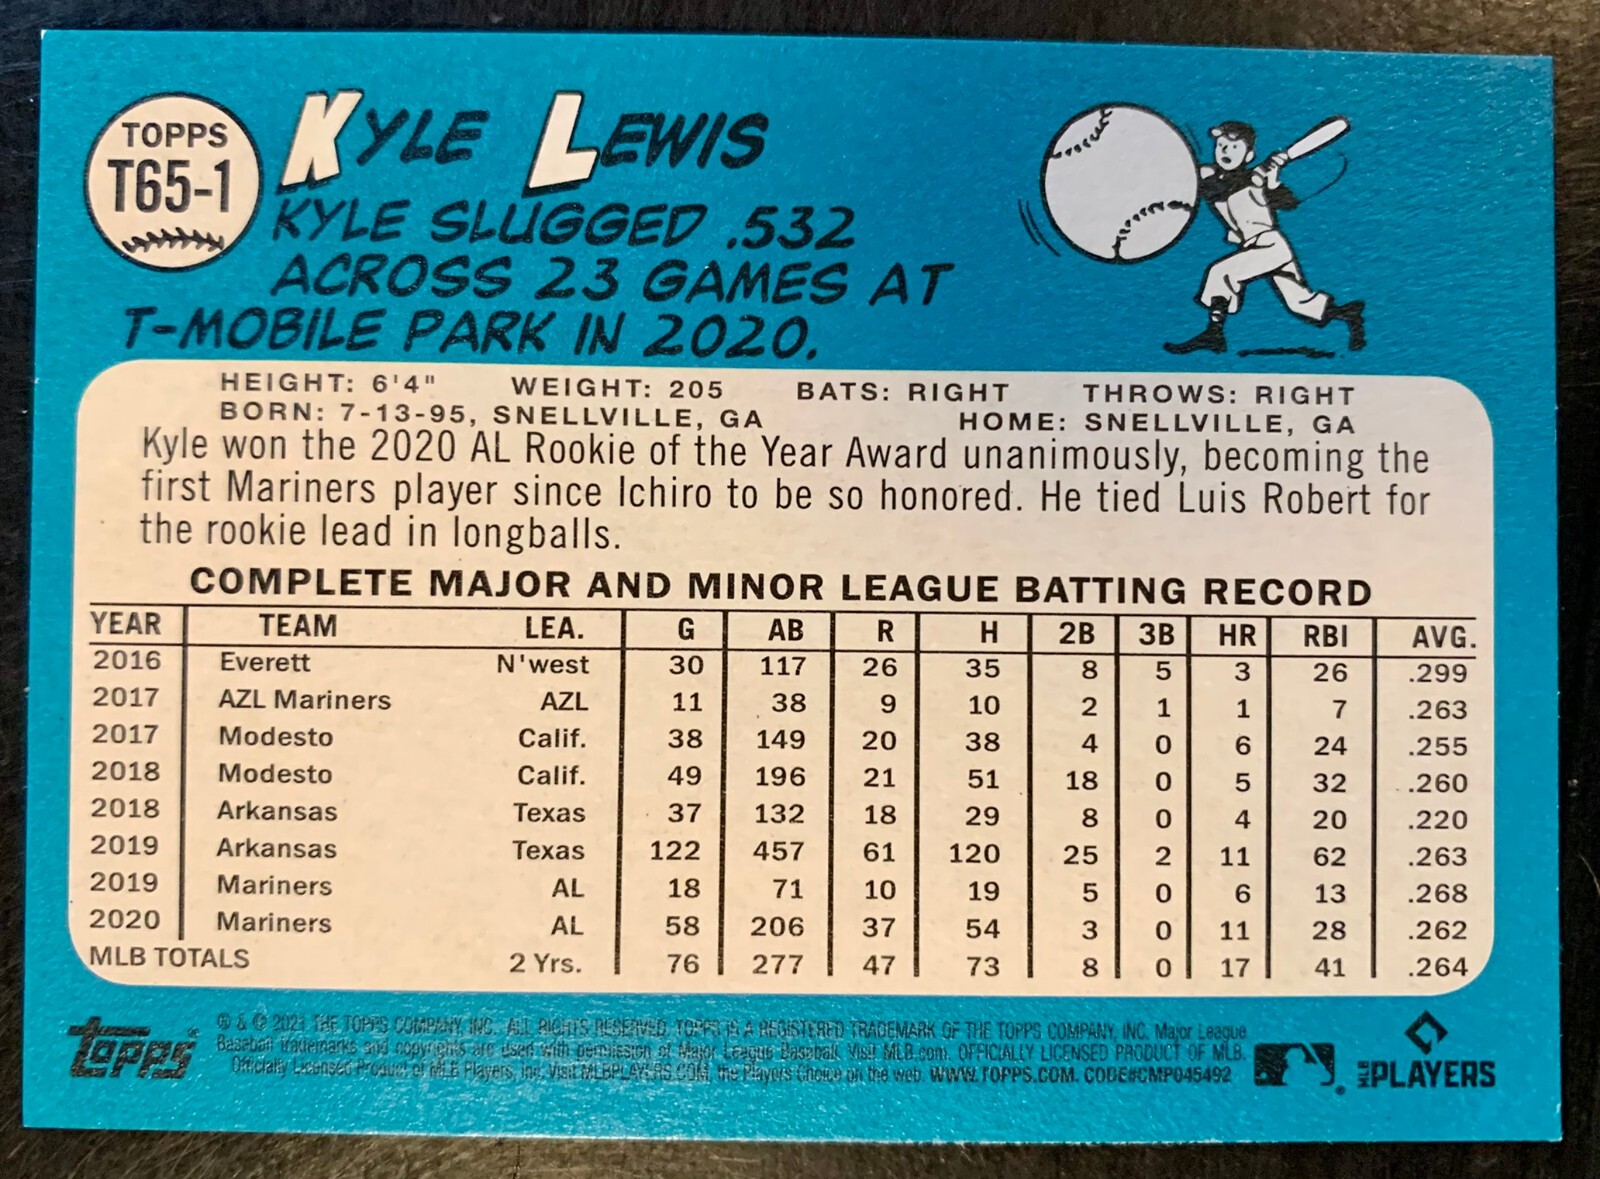 TOPPS
T65-1
KYLE LEWIS
KYLE SLUGGED .532
ACROSS 23 GAMES AT
T-MOBILE PARK IN 2020.
HEIGHT: 6'4" WEIGHT: 205 BATS: RIGHT THROWS: RIGHT
BORN: 7-13-95, SNELLVILLE, GA HOME: SNELLVILLE, GA
Kyle won the 2020 AL Rookie of the Year Award unanimously, becoming the
first Mariners player since Ichiro to be so honored. He tied Luis Robert for
the rookie lead in longballs.
COMPLETE MAJOR AND MINOR LEAGUE BATTING RECORD
YEAR TEAM LEA. G AB R H 2B 3B HR RBI AVG.
2016 Everett N'west 30 117 26 35 8 5 3 26 .299
2017 AZL Mariners AZL 11 38 9 10 2 1 1 7 .263
2017 Modesto Calif. 38 149 20 38 4 0 6 24 .255
2018 Modesto Calif. 49 196 21 51 18 0 5 32 .260
2018 Arkansas Texas 37 132 18 29 8 0 4 20 .220
2019 Arkansas Texas 122 457 61 120 25 2 11 62 .263
2019 Mariners AL 18 71 10 19 5 0 6 13 .268
2020 Mariners AL 58 206 37 54 3 0 11 28 .262
MLB TOTALS 2 Yrs. 76 277 47 73 8 0 17 41 .264
topps
® & © 2021 THE TOPPS COMPANY, INC. ALL RIGHTS RESERVED. TOPPS IS A REGISTERED TRADEMARK OF THE TOPPS COMPANY, INC. Major League
Baseball trademarks and copyrights are used with permission of Major League Baseball. Visit MLB.com. OFFICIALLY LICENSED PRODUCT OF MLB.
Officially Licensed Product of MLB Players, Inc. Visit MLBPLAYERS.COM, the Players Choice on the web. WWW.TOPPS.COM. CODE#CMP045492
MLB PLAYERS